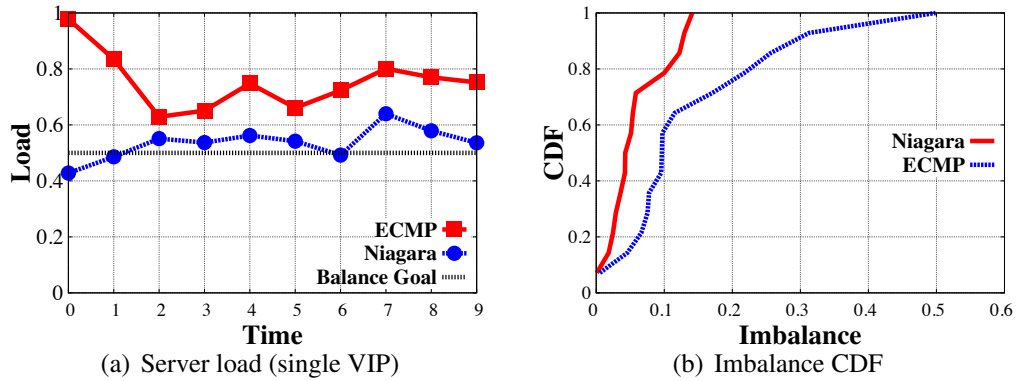 1
0.8
0.6
0.4
0.2
0
Load
ECMP
Niagara
Balance Goal
0 1 2 3 4 5 6 7 8 9
Time
(a) Server load (single VIP)
1
0.8
0.6
0.4
0.2
0
CDF
Niagara
ECMP
0 0.1 0.2 0.3 0.4 0.5 0.6
Imbalance
(b) Imbalance CDF